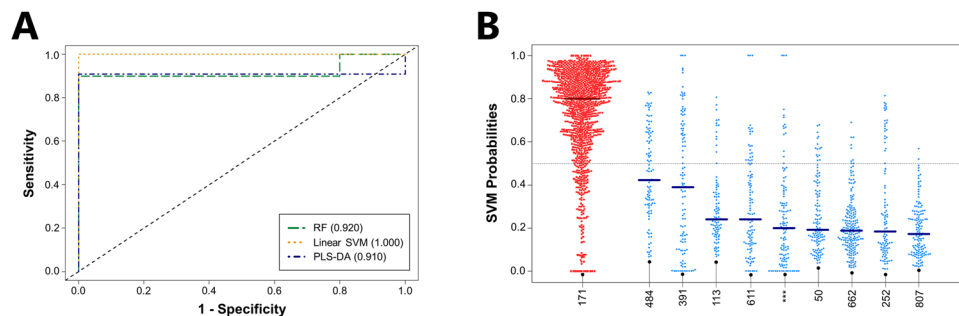 A
Sensitivity
1.0
0.8
0.6
0.4
0.2
0.0
RF (0.920)
Linear SVM (1.000)
PLS-DA (0.910)
0.0 0.2 0.4 0.6 0.8 1.0
1 - Specificity
B
SVM Probabilities
1.0
0.8
0.6
0.4
0.2
0.0
171 484 391 113 611 *** 50 662 252 807